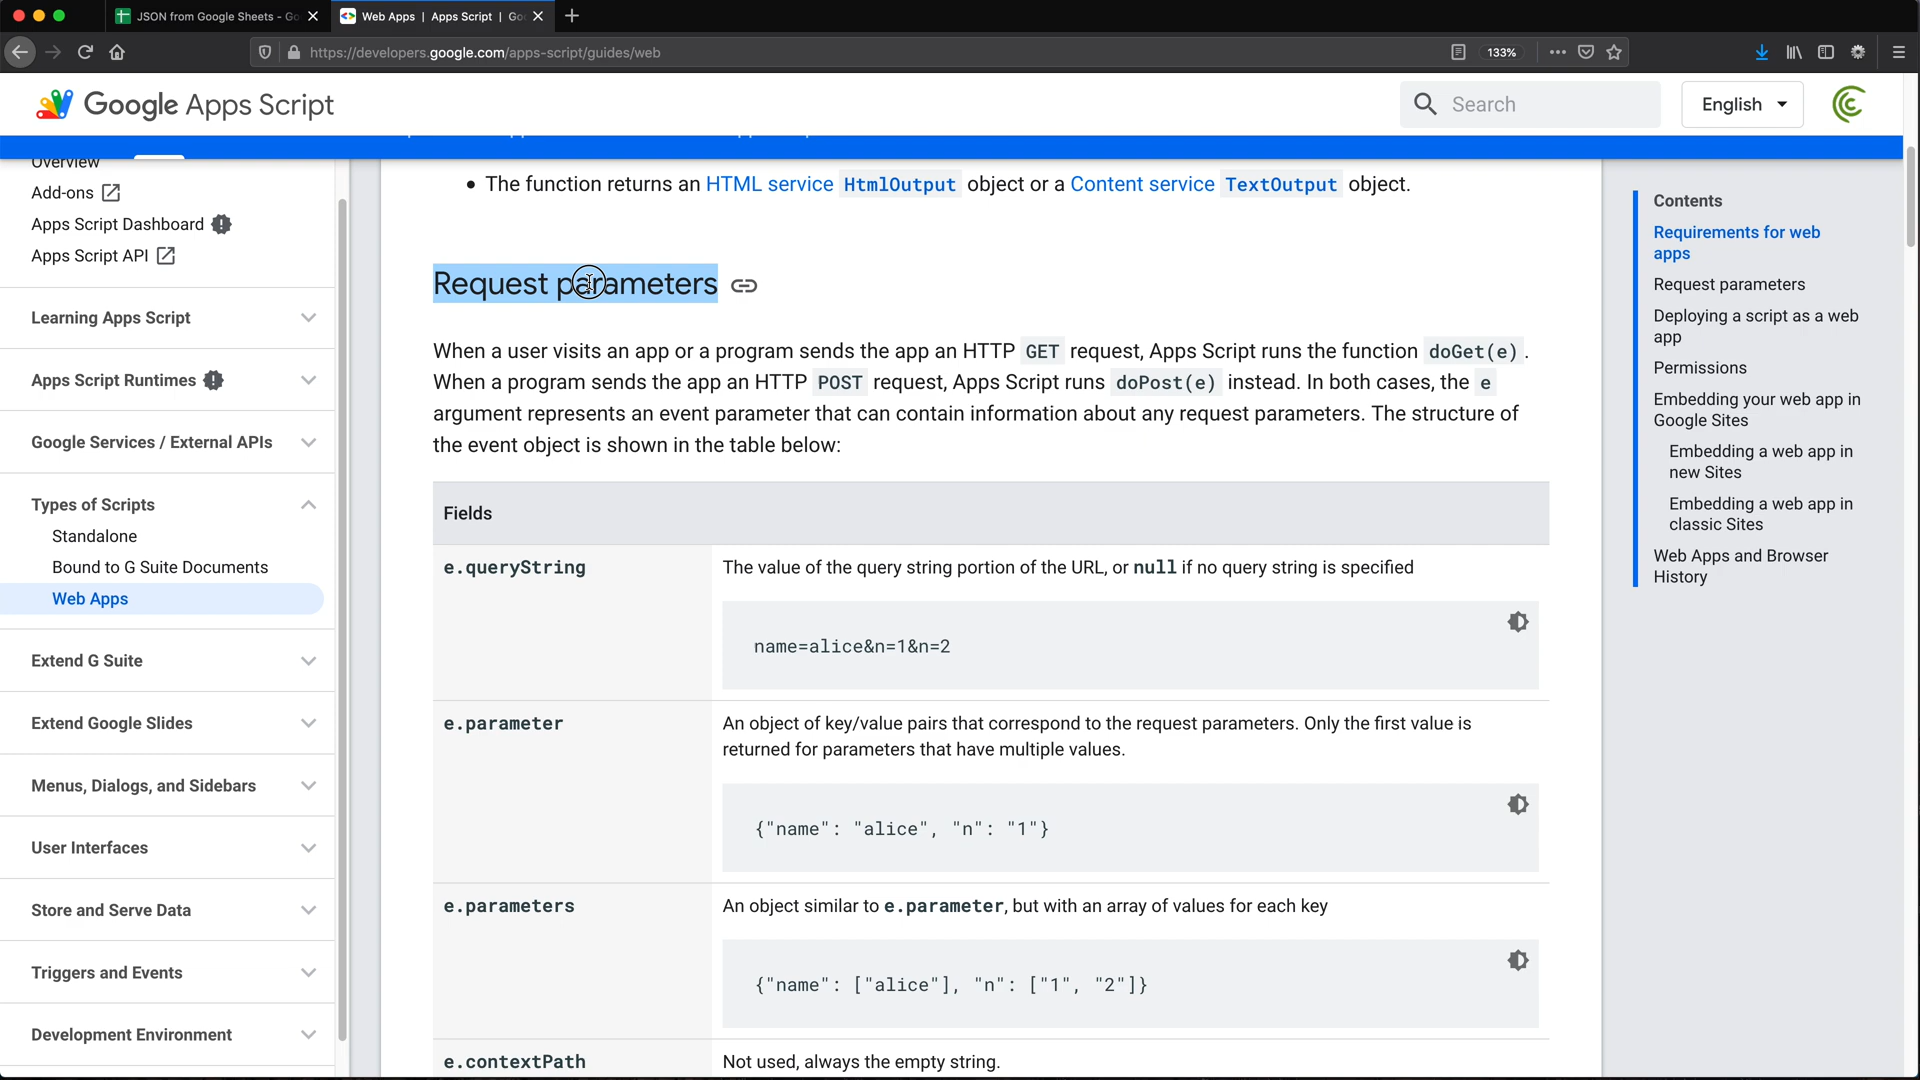 JSON from Google Sheets - Go
Web Apps | Apps Script | Goo
https://developers.google.com/apps-script/guides/web
133%
Google Apps Script
Search
English
Overview
Add-ons
Apps Script Dashboard
Apps Script API
Learning Apps Script
Apps Script Runtimes
Google Services / External APIs
Types of Scripts
Standalone
Bound to G Suite Documents
Web Apps
Extend G Suite
Extend Google Slides
Menus, Dialogs, and Sidebars
User Interfaces
Store and Serve Data
Triggers and Events
Development Environment
• The function returns an HTML service HtmlOutput object or a Content service TextOutput object.
Request parameters
When a user visits an app or a program sends the app an HTTP GET request, Apps Script runs the function doGet(e).
When a program sends the app an HTTP POST request, Apps Script runs doPost(e) instead. In both cases, the e
argument represents an event parameter that can contain information about any request parameters. The structure of
the event object is shown in the table below:
Fields
e.queryString
The value of the query string portion of the URL, or null if no query string is specified
name=alice&n=1&n=2
e.parameter
An object of key/value pairs that correspond to the request parameters. Only the first value is
returned for parameters that have multiple values.
{"name": "alice", "n": "1"}
e.parameters
An object similar to e.parameter, but with an array of values for each key
{"name": ["alice"], "n": ["1", "2"]}
e.contextPath
Not used, always the empty string.
Contents
Requirements for web
apps
Request parameters
Deploying a script as a web
app
Permissions
Embedding your web app in
Google Sites
Embedding a web app in
new Sites
Embedding a web app in
classic Sites
Web Apps and Browser
History